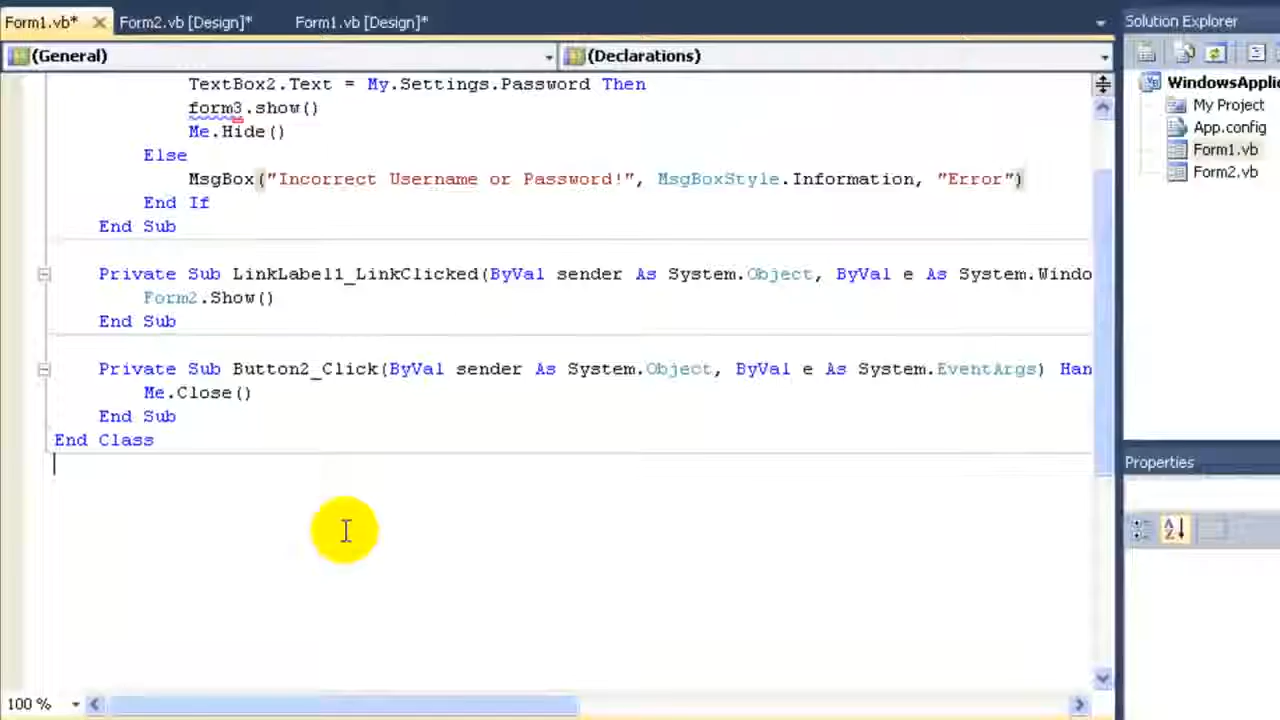 Form1.vb* Form2.vb [Design]* Form1.vb [Design]* Solution Explorer
(General) (Declarations)
TextBox2.Text = My.Settings.Password Then
form3.show()
Me.Hide()
Else
MsgBox("Incorrect Username or Password!", MsgBoxStyle.Information, "Error")
End If
End Sub
Private Sub LinkLabel1_LinkClicked(ByVal sender As System.Object, ByVal e As System.Windo
Form2.Show()
End Sub
Private Sub Button2_Click(ByVal sender As System.Object, ByVal e As System.EventArgs) Han
Me.Close()
End Sub
End Class
100 %
WindowsApplic
My Project
App.config
Form1.vb
Form2.vb
Properties